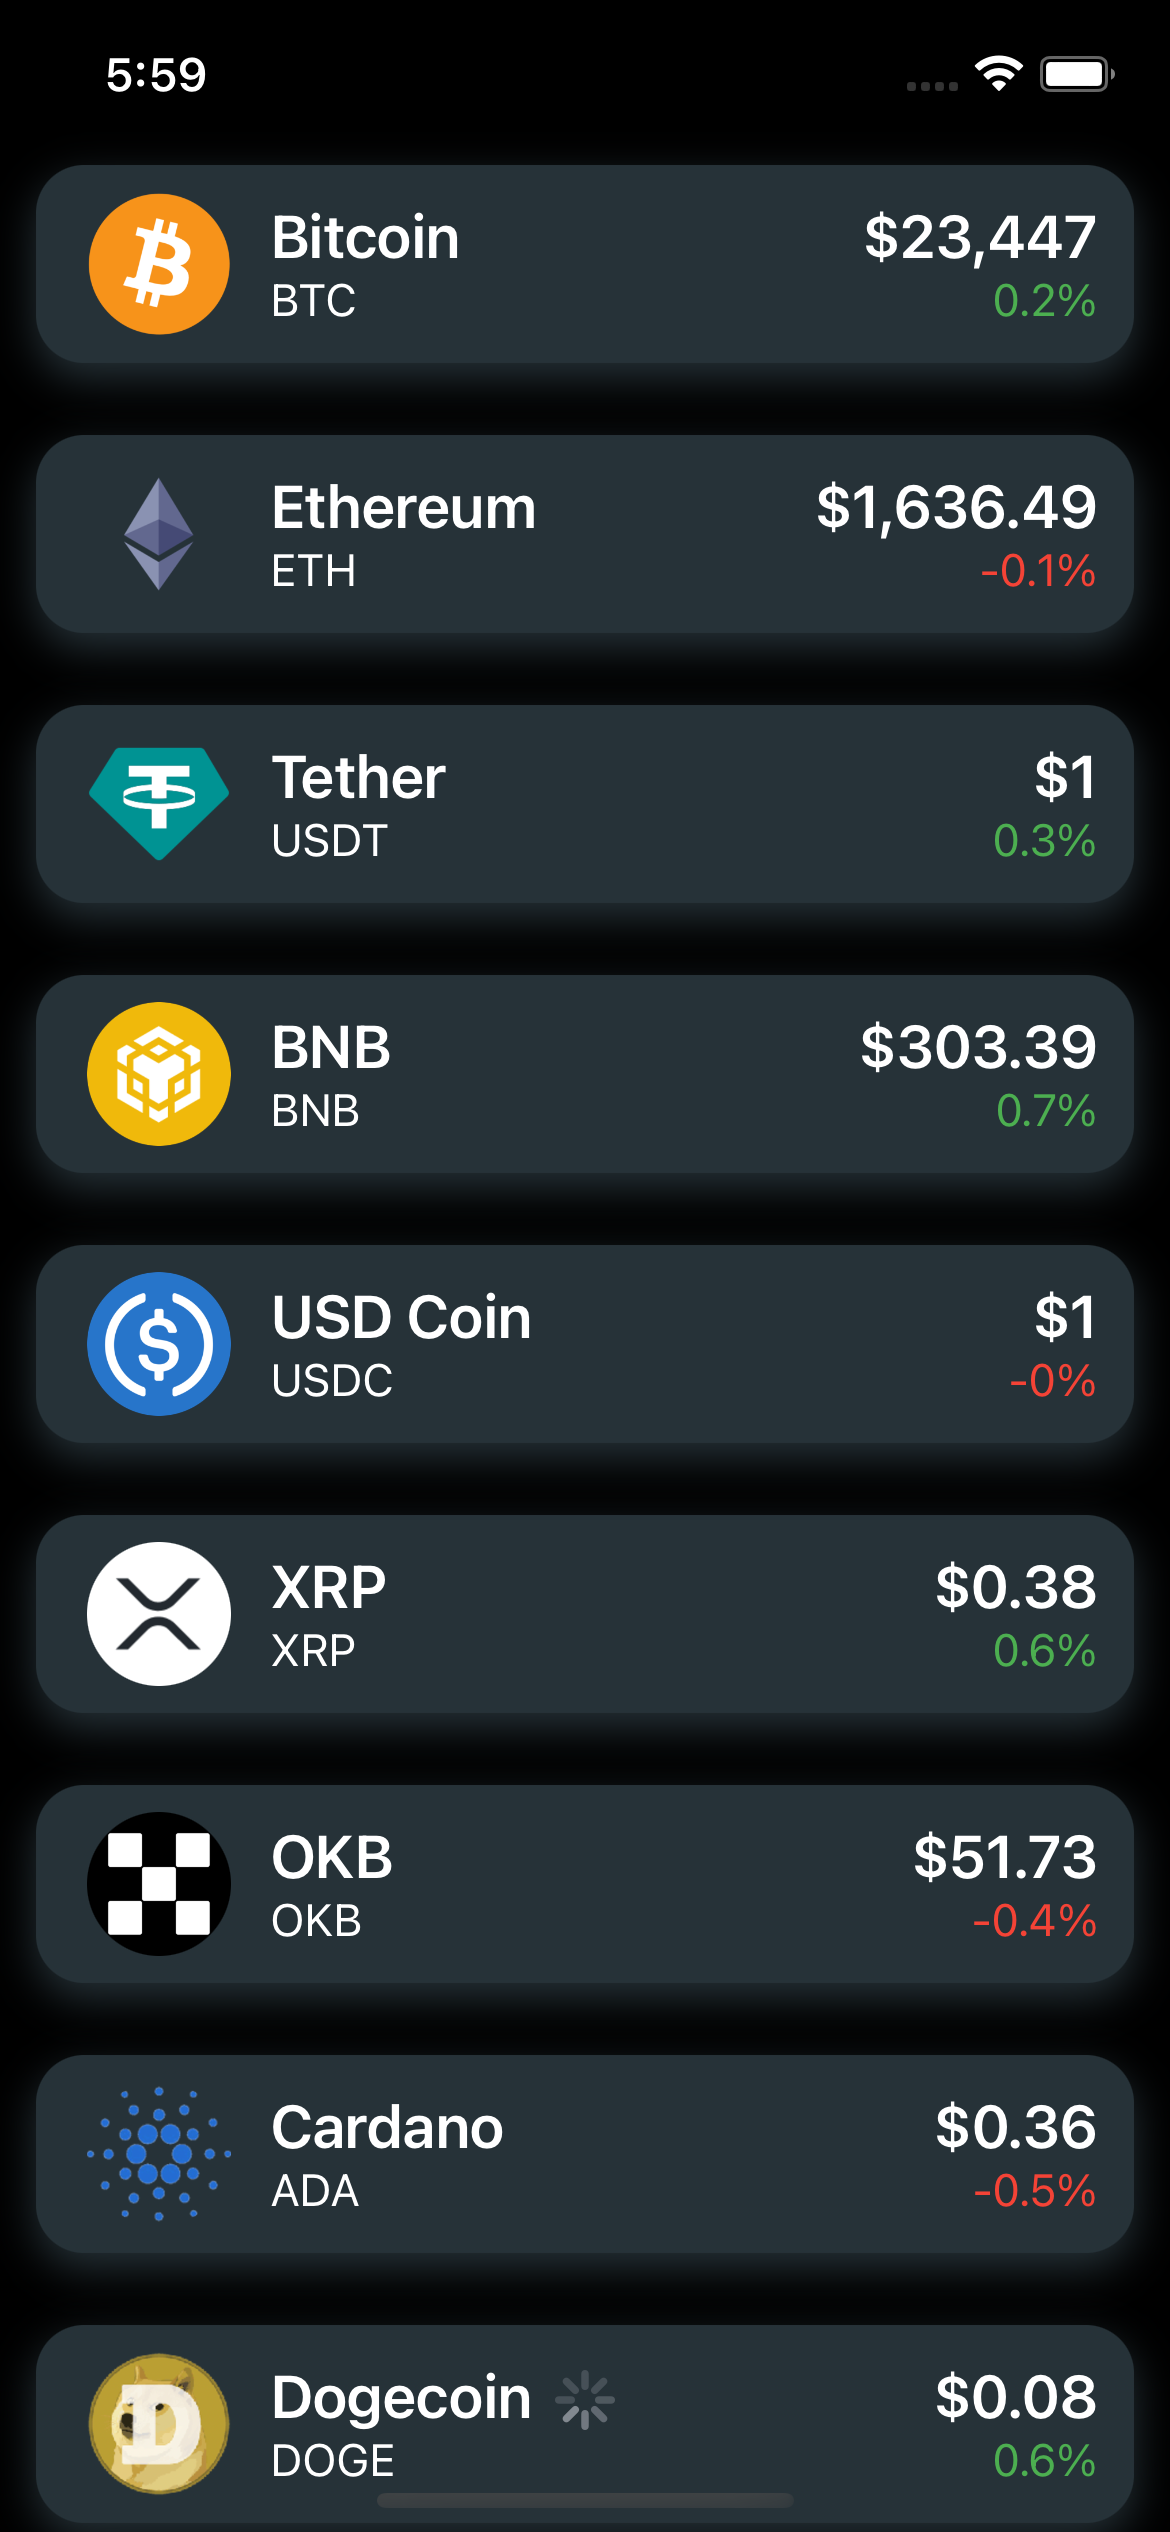 5:59
Bitcoin
$23,447
BTC
0.2%
Ethereum
$1,636.49
ETH
-0.1%
Tether
$1
USDT
0.3%
BNB
$303.39
BNB
0.7%
USD Coin
$1
USDC
-0%
XRP
$0.38
XRP
0.6%
OKB
$51.73
OKB
-0.4%
Cardano
$0.36
ADA
-0.5%
Dogecoin
$0.08
DOGE
0.6%